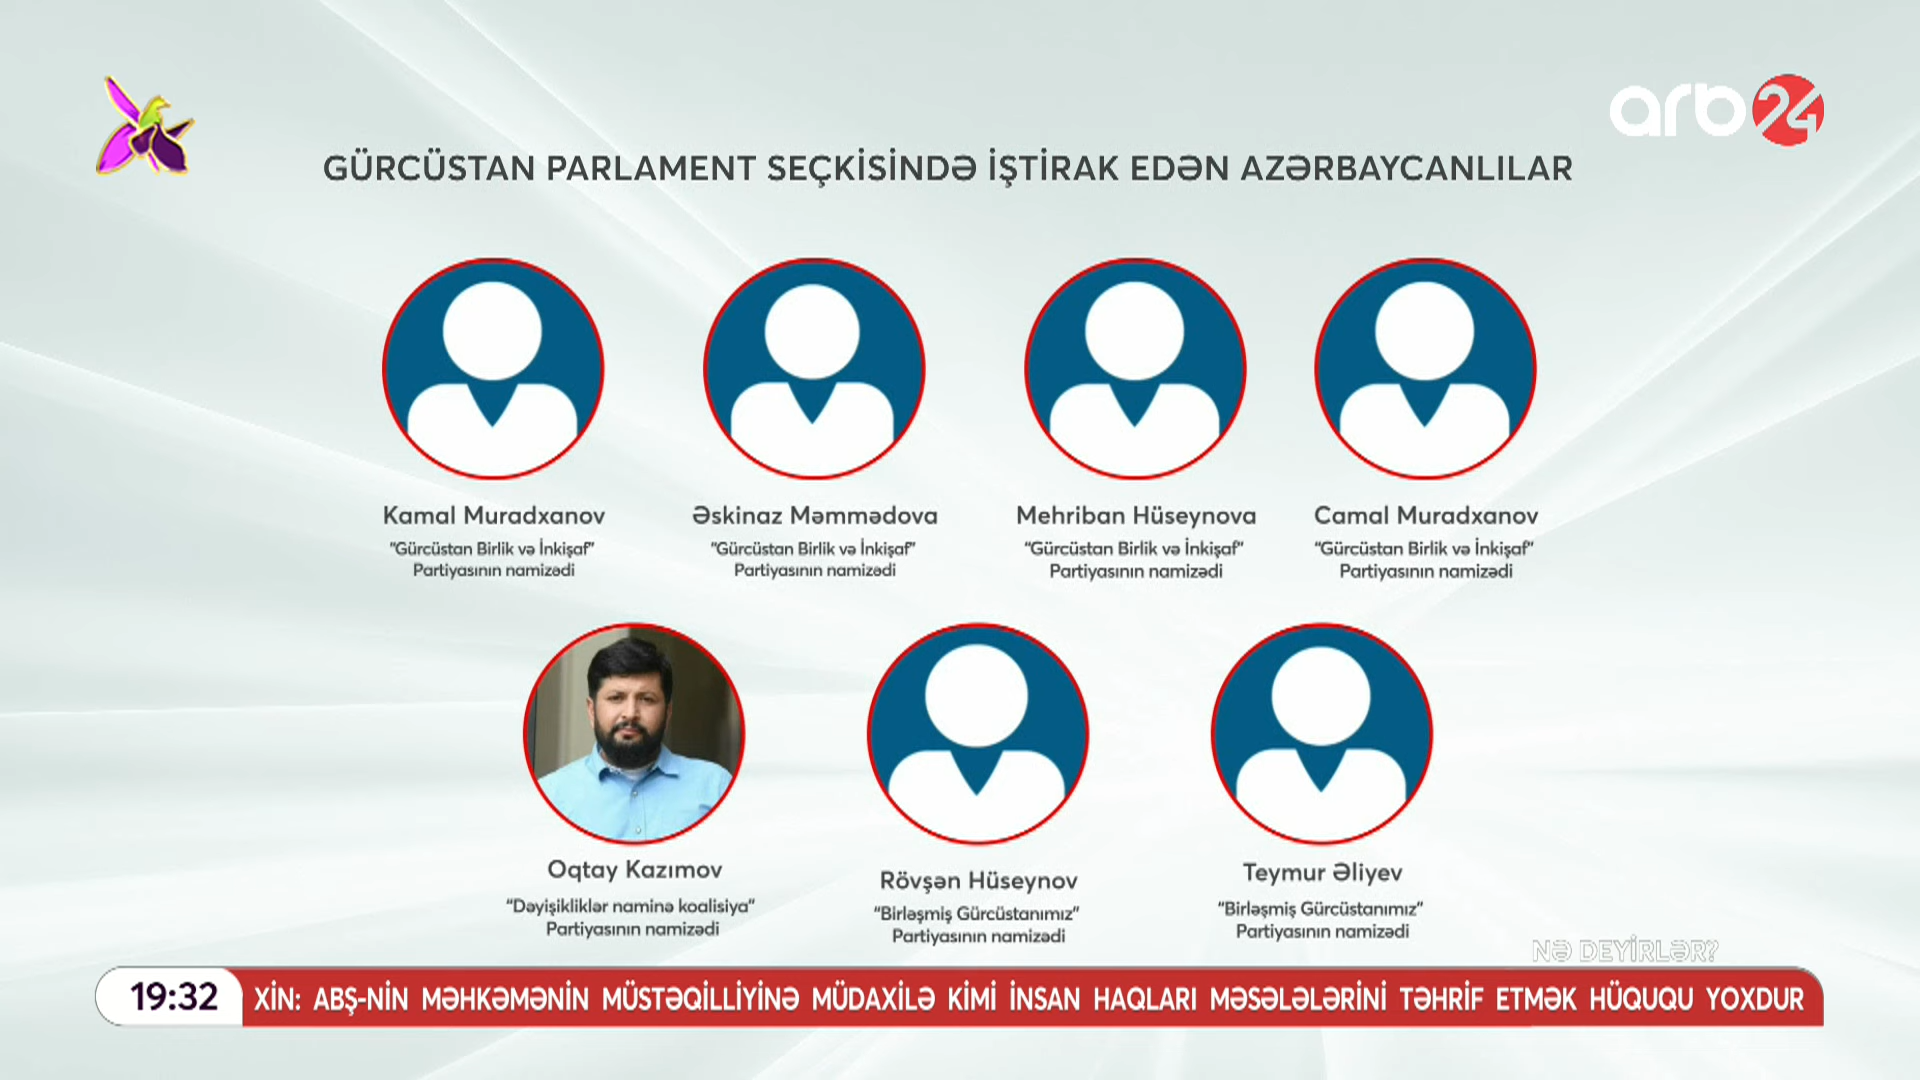 arb 24
GÜRCÜSTAN PARLAMENT SEÇKİSİNDƏ İŞTİRAK EDƏN AZƏRBAYCANLILAR
Kamal Muradxanov
"Gürcüstan Birlik və İnkişaf"
Partiyasının namizədi
Əskinaz Məmmədova
"Gürcüstan Birlik və İnkişaf"
Partiyasının namizədi
Mehriban Hüseynova
"Gürcüstan Birlik və İnkişaf"
Partiyasının namizədi
Camal Muradxanov
"Gürcüstan Birlik və İnkişaf"
Partiyasının namizədi
Oqtay Kazımov
"Dəyişikliklər naminə koalisiya"
Partiyasının namizədi
Rövşən Hüseynov
"Birləşmiş Gürcüstanımız"
Partiyasının namizədi
Teymur Əliyev
"Birləşmiş Gürcüstanımız"
Partiyasının namizədi
NƏ DEYİRLƏR?
19:32 XİN: ABŞ-NİN MƏHKƏMƏNİN MÜSTƏQİLLİYİNƏ MÜDAXİLƏ KİMİ İNSAN HAQLARI MƏSƏLƏLƏRİNİ TƏHRİF ETMƏK HÜQUQU YOXDUR